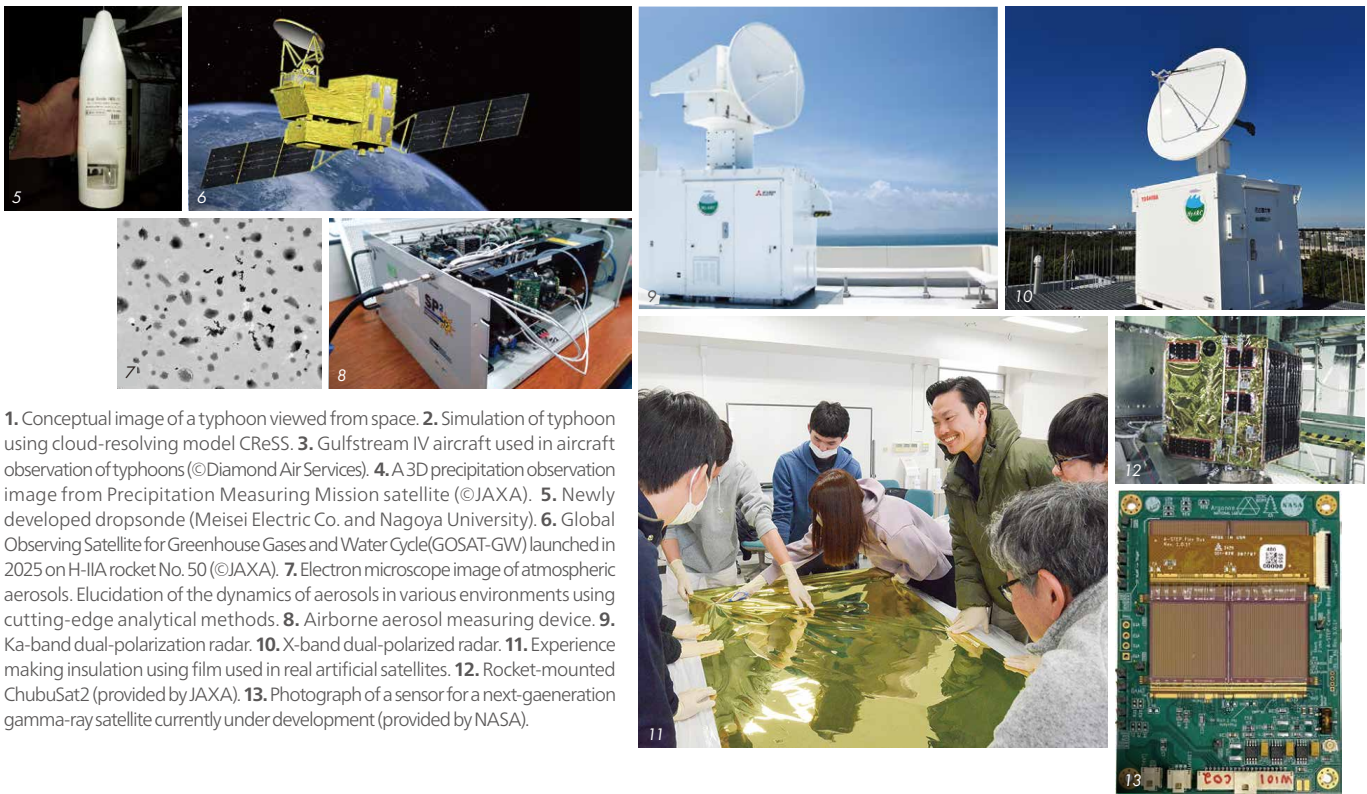 5
6
9
10
TOSHIBA
SP2
7
8
11
12
1. Conceptual image of a typhoon viewed from space. 2. Simulation of typhoon
using cloud-resolving model CReSS. 3. Gulfstream IV aircraft used in aircraft
observation of typhoons (©Diamond Air Services). 4. A 3D precipitation observation
image from Precipitation Measuring Mission satellite (©JAXA). 5. Newly
developed dropsonde (Meisei Electric Co. and Nagoya University). 6. Global
Observing Satellite for Greenhouse Gases and Water Cycle(GOSAT-GW) launched in
2025 on H-IIA rocket No. 50 (©JAXA). 7. Electron microscope image of atmospheric
aerosols. Elucidation of the dynamics of aerosols in various environments using
cutting-edge analytical methods. 8. Airborne aerosol measuring device. 9.
Ka-band dual-polarization radar. 10. X-band dual-polarized radar. 11. Experience
making insulation using film used in real artificial satellites. 12. Rocket-mounted
ChubuSat2 (provided by JAXA). 13. Photograph of a sensor for a next-gaeneration
gamma-ray satellite currently under development (provided by NASA).
Argonne
NASA
13